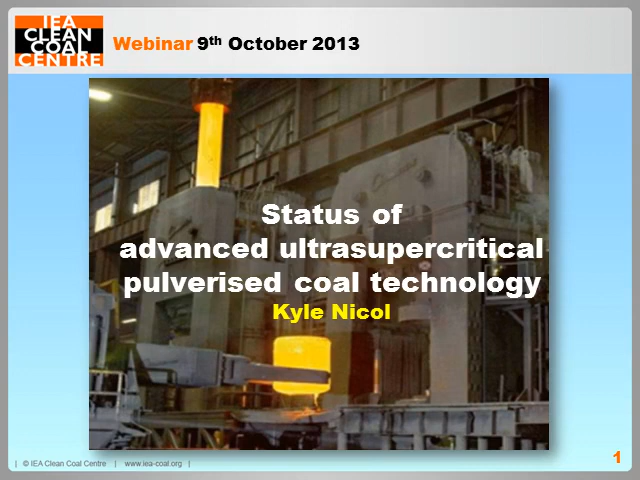 IEA
CLEAN
COAL
CENTRE
Webinar 9th October 2013
Status of
advanced ultrasupercritical
pulverised coal technology
Kyle Nicol
| © IEA Clean Coal Centre | www.iea-coal.org |
1